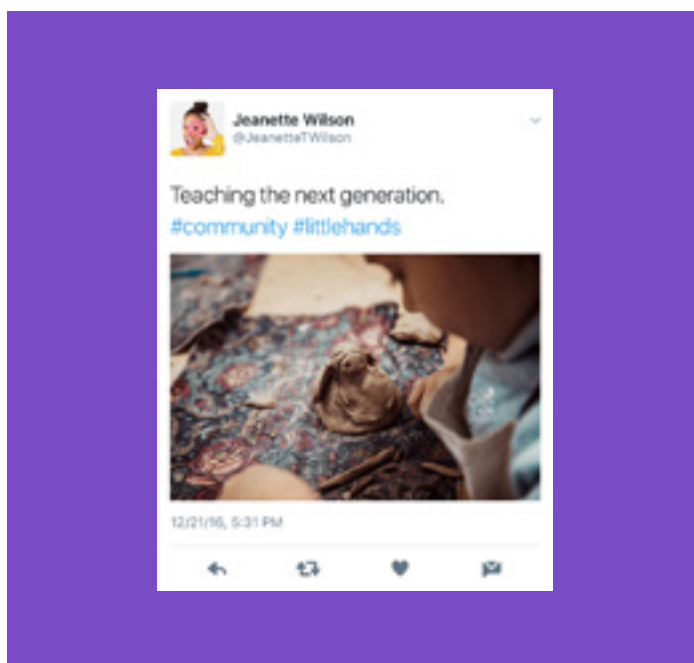 Jeanette Wilson
@JeanetteTWilson
Teaching the next generation.
#community #littlehands
12/21/16, 5:31 PM